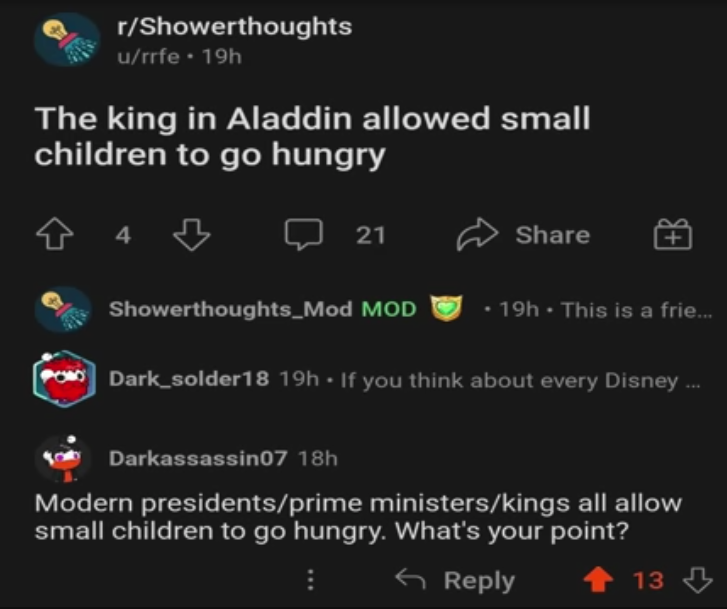 r/Showerthoughts
u/rrfe • 19h
The king in Aladdin allowed small
children to go hungry
4
21
Share
Showerthoughts_Mod MOD • 19h • This is a frie...
Dark_solder18 19h • If you think about every Disney ...
Darkassassin07 18h
Modern presidents/prime ministers/kings all allow
small children to go hungry. What's your point?
Reply
13